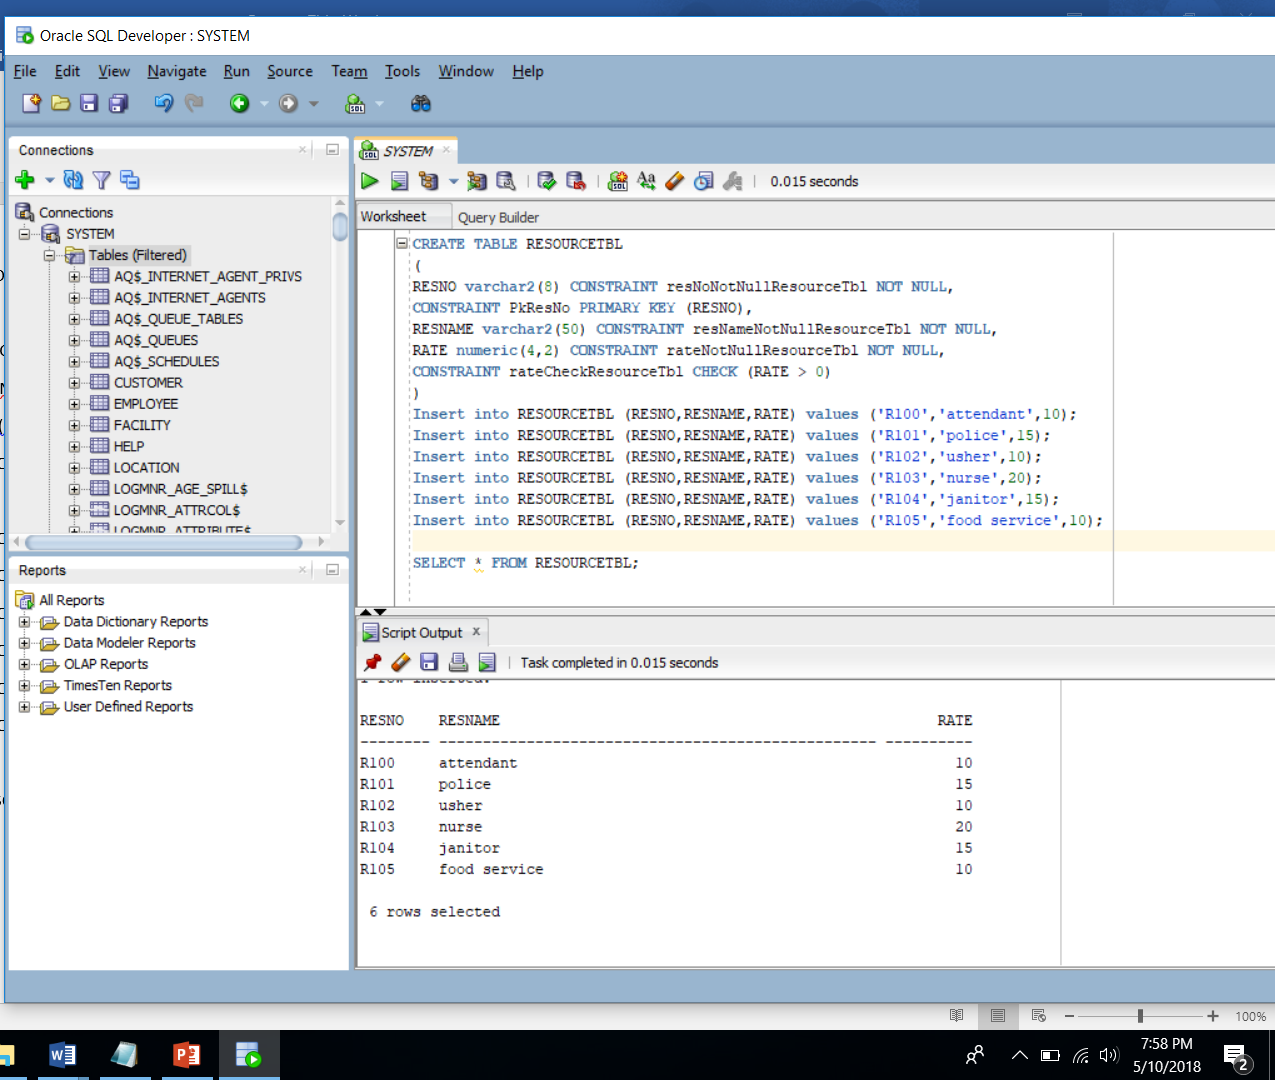 Oracle SQL Developer : SYSTEM
File Edit View Navigate Run Source Team Tools Window Help
Connections
Connections
SYSTEM
Tables (Filtered)
AQ$_INTERNET_AGENT_PRIVS
AQ$_INTERNET_AGENTS
AQ$_QUEUE_TABLES
AQ$_QUEUES
AQ$_SCHEDULES
CUSTOMER
EMPLOYEE
FACILITY
HELP
LOCATION
LOGMNR_AGE_SPILL$
LOGMNR_ATTRCOL$
LOGMNR_ATTRIBUTE$
Reports
All Reports
Data Dictionary Reports
Data Modeler Reports
OLAP Reports
TimesTen Reports
User Defined Reports
SYSTEM
0.015 seconds
Worksheet Query Builder
CREATE TABLE RESOURCETBL
(
RESNO varchar2(8) CONSTRAINT resNoNotNullResourceTbl NOT NULL,
CONSTRAINT PkResNo PRIMARY KEY (RESNO),
RESNAME varchar2(50) CONSTRAINT resNameNotNullResourceTbl NOT NULL,
RATE numeric(4,2) CONSTRAINT rateNotNullResourceTbl NOT NULL,
CONSTRAINT rateCheckResourceTbl CHECK (RATE > 0)
)
Insert into RESOURCETBL (RESNO,RESNAME,RATE) values ('R100','attendant',10);
Insert into RESOURCETBL (RESNO,RESNAME,RATE) values ('R101','police',15);
Insert into RESOURCETBL (RESNO,RESNAME,RATE) values ('R102','usher',10);
Insert into RESOURCETBL (RESNO,RESNAME,RATE) values ('R103','nurse',20);
Insert into RESOURCETBL (RESNO,RESNAME,RATE) values ('R104','janitor',15);
Insert into RESOURCETBL (RESNO,RESNAME,RATE) values ('R105','food service',10);
SELECT * FROM RESOURCETBL;
Script Output
Task completed in 0.015 seconds
1 row inserted.
RESNO RESNAME RATE
-------- -------------------------------------------------- ----------
R100 attendant 10
R101 police 15
R102 usher 10
R103 nurse 20
R104 janitor 15
R105 food service 10
6 rows selected
100%
7:58 PM
5/10/2018
2